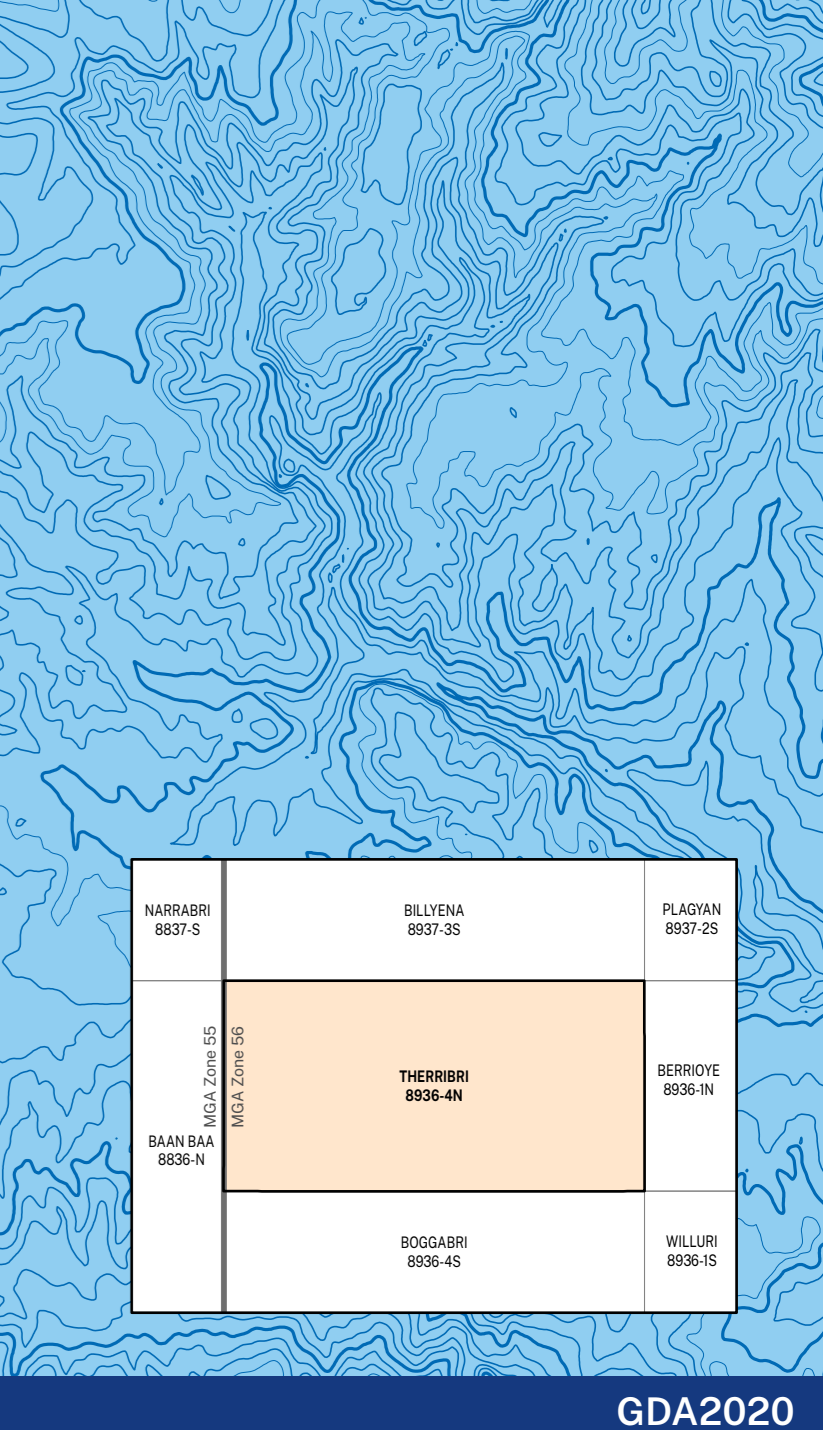 NARRABRI
8837-S
BILLYENA
8937-3S
PLAGYAN
8937-2S
MGA Zone 55
MGA Zone 56
THERRIBRI
8936-4N
BERRIOYE
8936-1N
BAAN BAA
8836-N
BOGGABRI
8936-4S
WILLURI
8936-1S
GDA2020